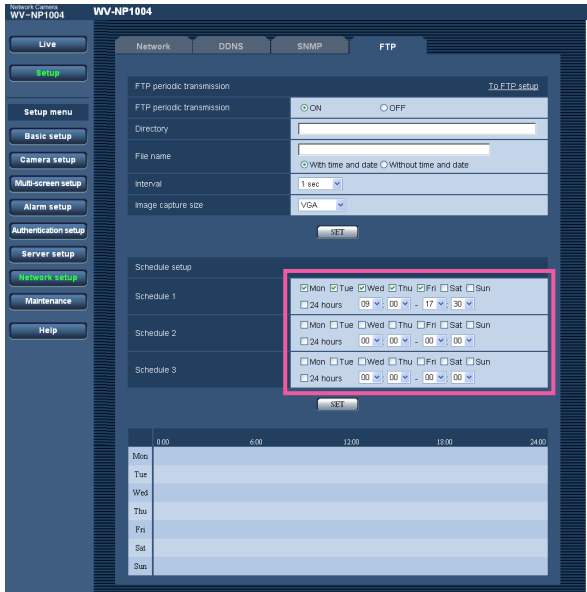 Network Camera
WV-NP1004
WV-NP1004
Live
Setup
Setup menu
Basic setup
Camera setup
Multi-screen setup
Alarm setup
Authentication setup
Server setup
Network setup
Maintenance
Help
Network DDNS SNMP FTP
FTP periodic transmission To FTP setup
FTP periodic transmission ON OFF
Directory
File name
With time and date Without time and date
Interval 1 sec
Image capture size VGA
SET
Schedule setup
Schedule 1
Mon Tue Wed Thu Fri Sat Sun
24 hours 09 : 00 - 17 : 30
Schedule 2
Mon Tue Wed Thu Fri Sat Sun
24 hours 00 : 00 - 00 : 00
Schedule 3
Mon Tue Wed Thu Fri Sat Sun
24 hours 00 : 00 - 00 : 00
SET
0:00 6:00 12:00 18:00 24:00
Mon
Tue
Wed
Thu
Fri
Sat
Sun